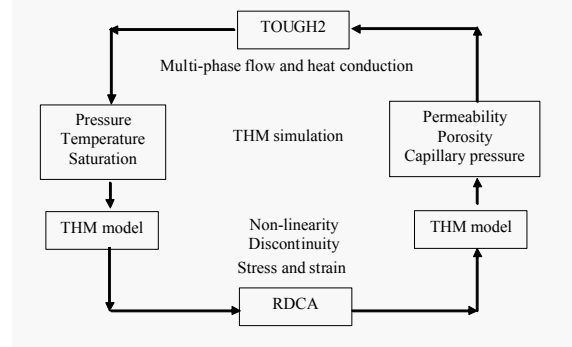 TOUGH2
Multi-phase flow and heat conduction
Pressure
Temperature
Saturation
THM simulation
Permeability
Porosity
Capillary pressure
THM model
Non-linearity
Discontinuity
Stress and strain
THM model
RDCA